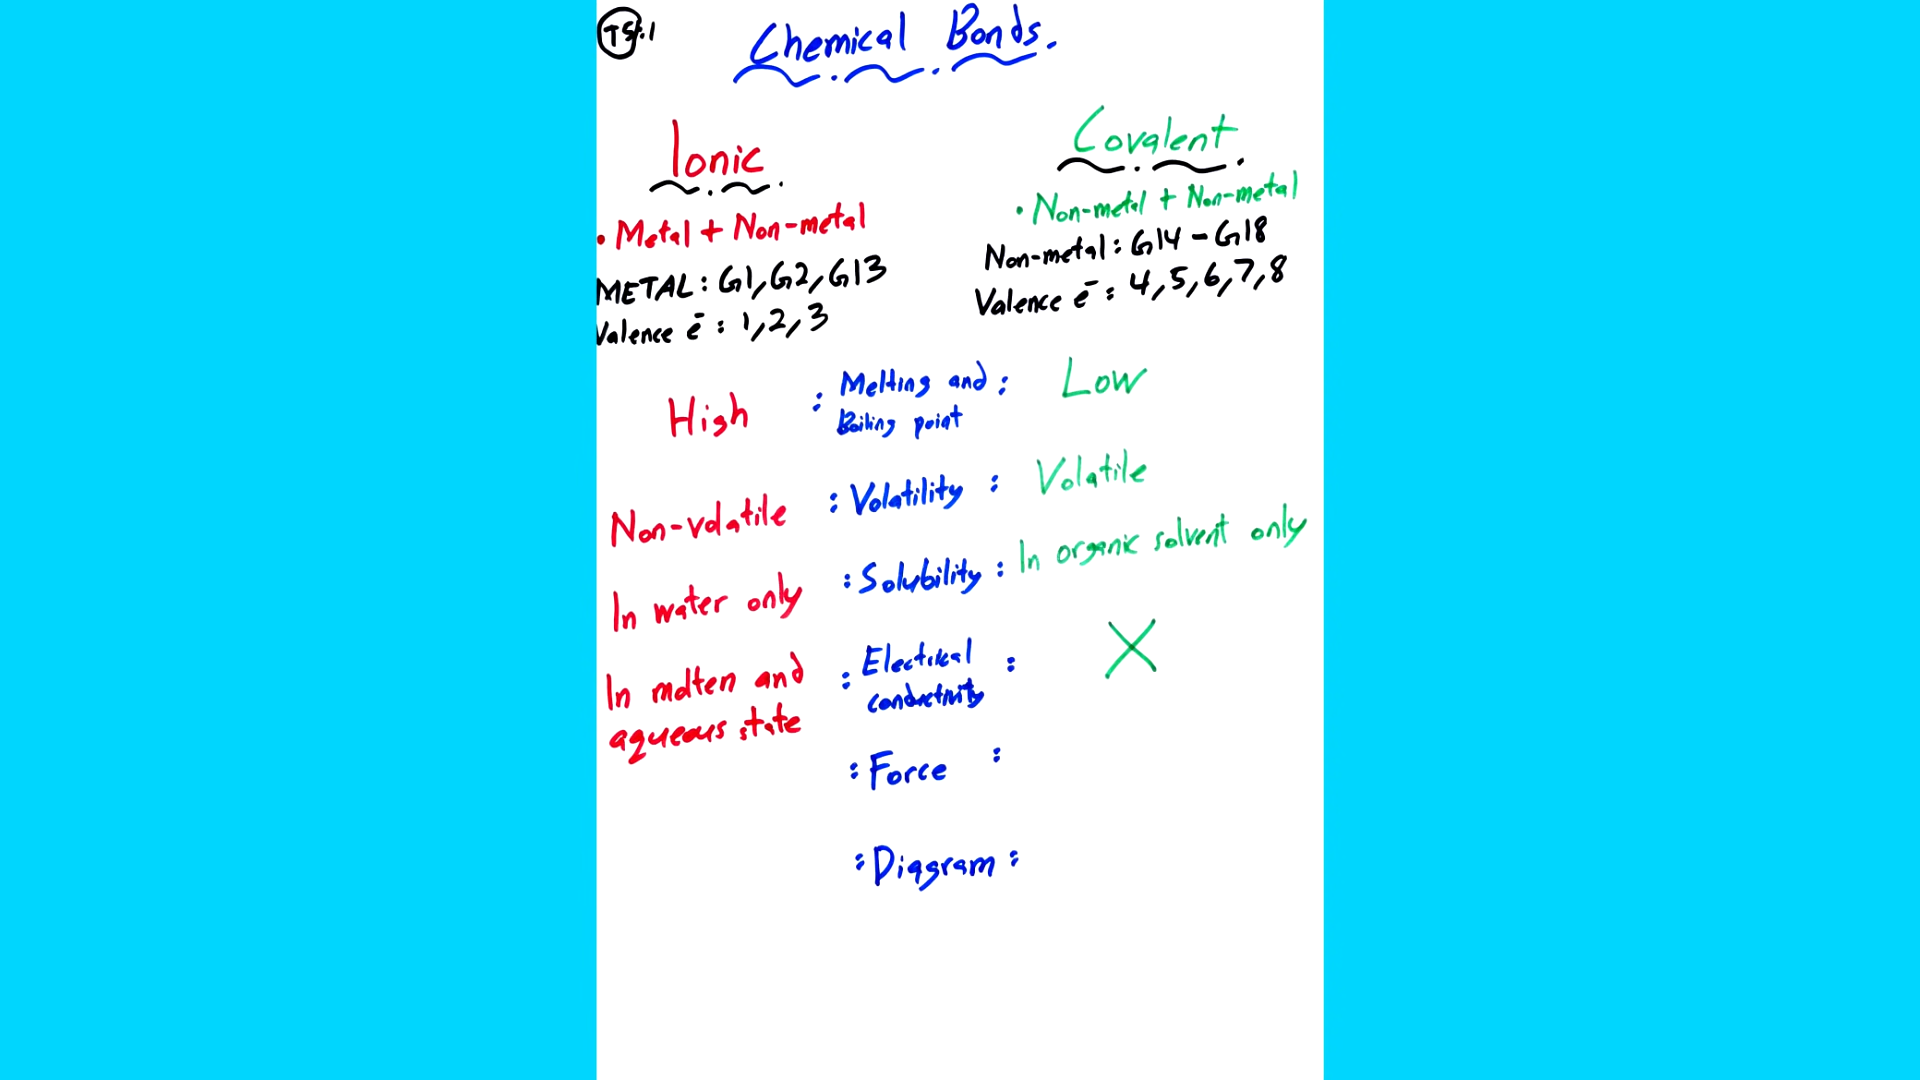 Chemical Bonds.
Ionic
• Metal + Non-metal
METAL: G1, G2, G13
Valence e⁻: 1, 2, 3
Covalent
• Non-metal + Non-metal
Non-metal: G14 - G18
Valence e⁻: 4, 5, 6, 7, 8
High : Melting and Boiling point : Low
Non-volatile : Volatility : Volatile
In water only : Solubility : In organic solvent only
In molten and aqueous state : Electrical conductivity : X
: Force :
: Diagram :